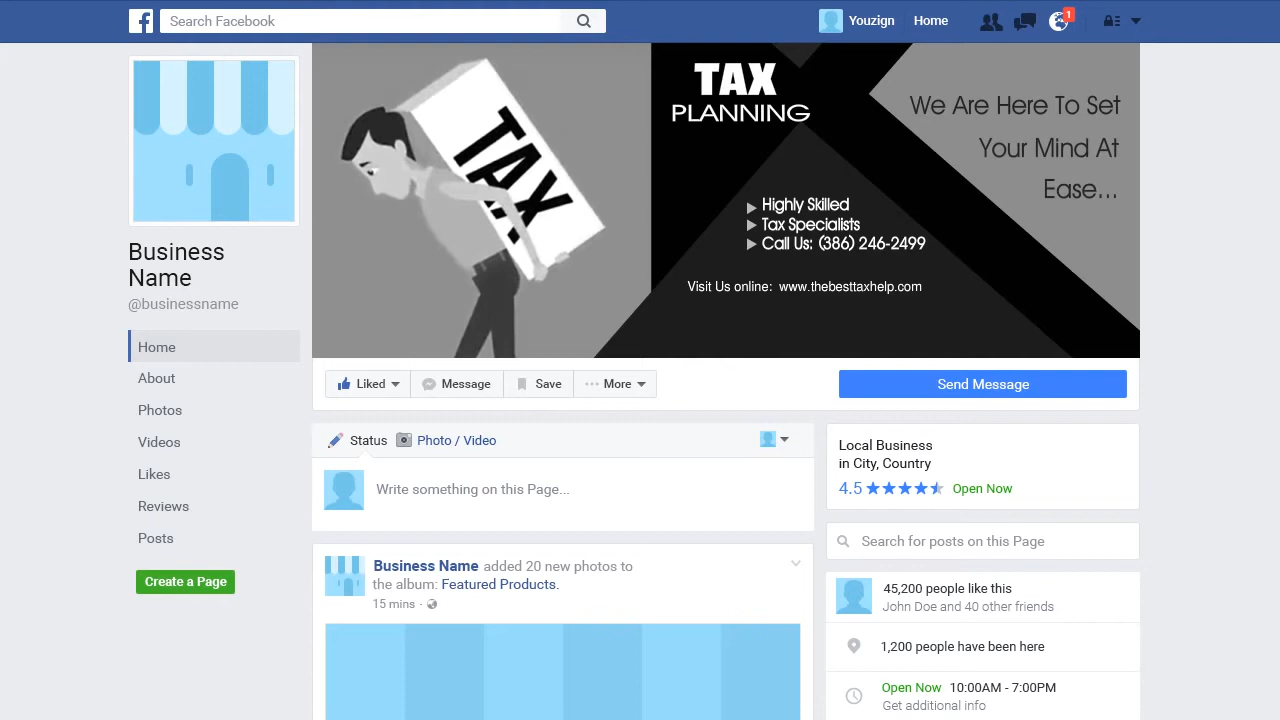 Search Facebook
Youzign
Home
1
TAX
TAX
PLANNING
We Are Here To Set
Your Mind At
Ease...
Highly Skilled
Tax Specialists
Call Us: (386) 246-2499
Visit Us online: www.thebesttaxhelp.com
Business
Name
@businessname
Home
About
Photos
Videos
Likes
Reviews
Posts
Create a Page
Liked
Message
Save
More
Send Message
Status
Photo / Video
Write something on this Page...
Business Name added 20 new photos to
the album: Featured Products.
15 mins ·
Local Business
in City, Country
4.5
Open Now
Search for posts on this Page
45,200 people like this
John Doe and 40 other friends
1,200 people have been here
Open Now 10:00AM - 7:00PM
Get additional info